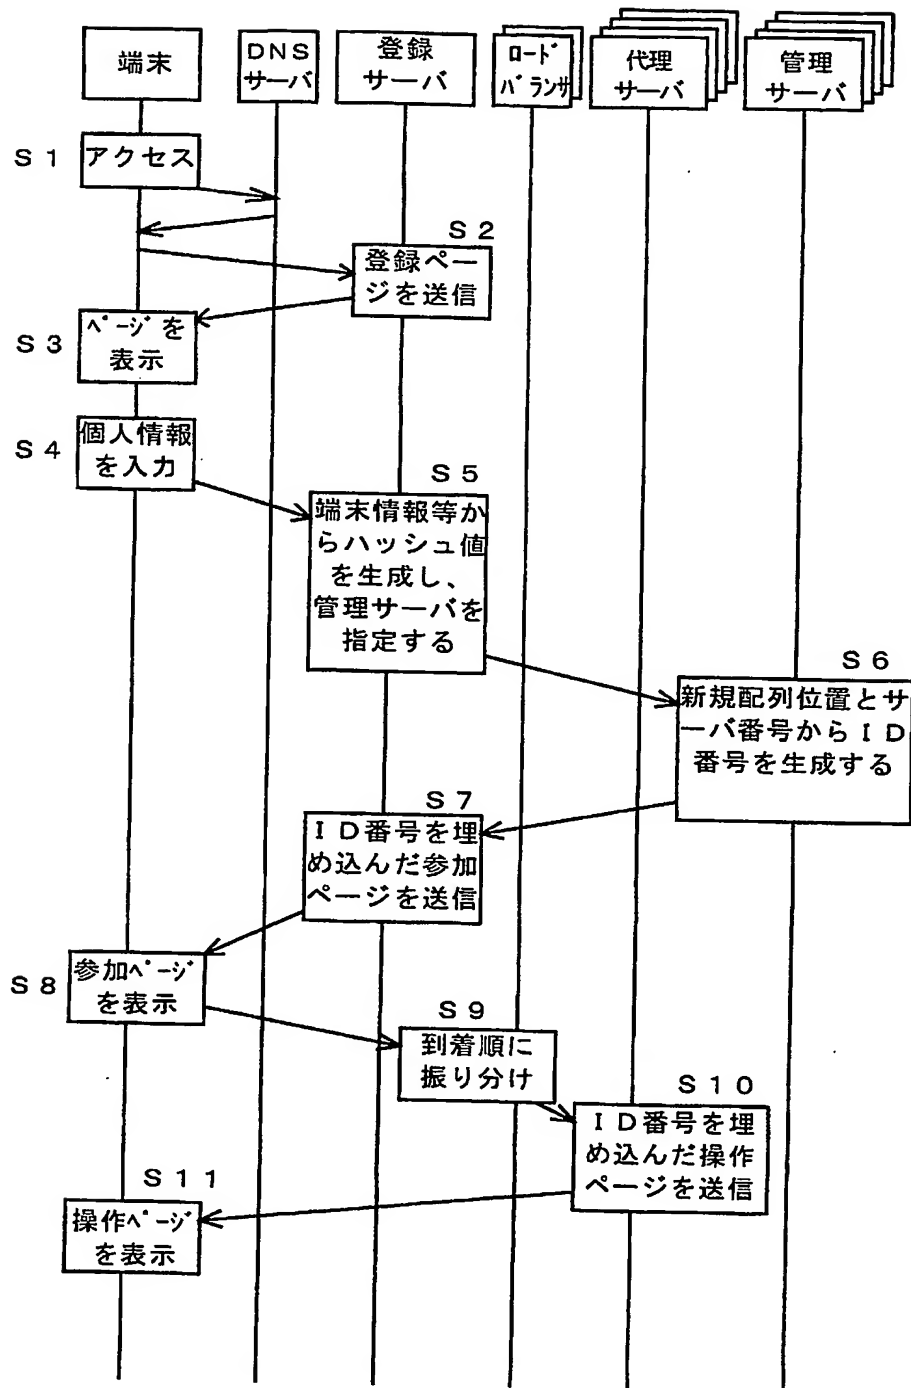 端末
DNS
サーバ
登録
サーバ
ロード
バランサ
代理
サーバ
管理
サーバ
S1
アクセス
S2
登録ペー
ジを送信
S3
ページを
表示
S4
個人情報
を入力
S5
端末情報等か
らハッシュ値
を生成し、
管理サーバを
指定する
S6
新規配列位置とサ
ーバ番号からID
番号を生成する
S7
ID番号を埋
め込んだ参加
ページを送信
S8
参加ページ
を表示
S9
到着順に
振り分け
S10
ID番号を埋
め込んだ操作
ページを送信
S11
操作ページ
を表示